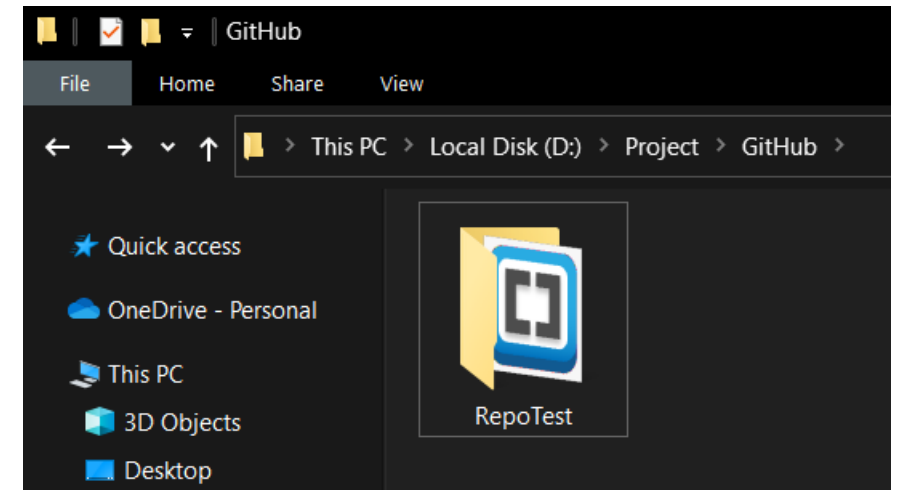 GitHub
File Home Share View
This PC > Local Disk (D:) > Project > GitHub >
Quick access
OneDrive - Personal
This PC
3D Objects
Desktop
RepoTest